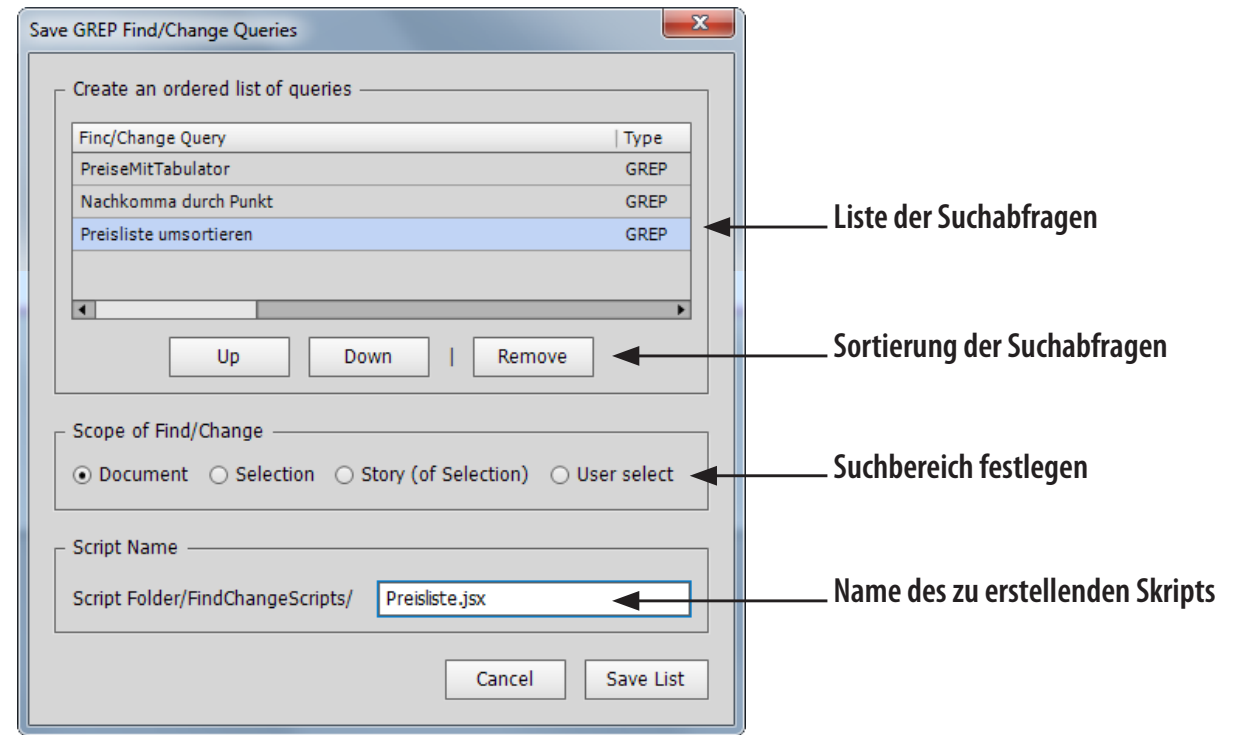 Save GREP Find/Change Queries
x
Create an ordered list of queries
Finc/Change Query | Type
PreiseMitTabulator GREP
Nachkomma durch Punkt GREP
Preisliste umsortieren GREP
Liste der Suchabfragen
Up Down | Remove
Sortierung der Suchabfragen
Scope of Find/Change
Document Selection Story (of Selection) User select
Suchbereich festlegen
Script Name
Script Folder/FindChangeScripts/ Preisliste.jsx
Name des zu erstellenden Skripts
Cancel Save List